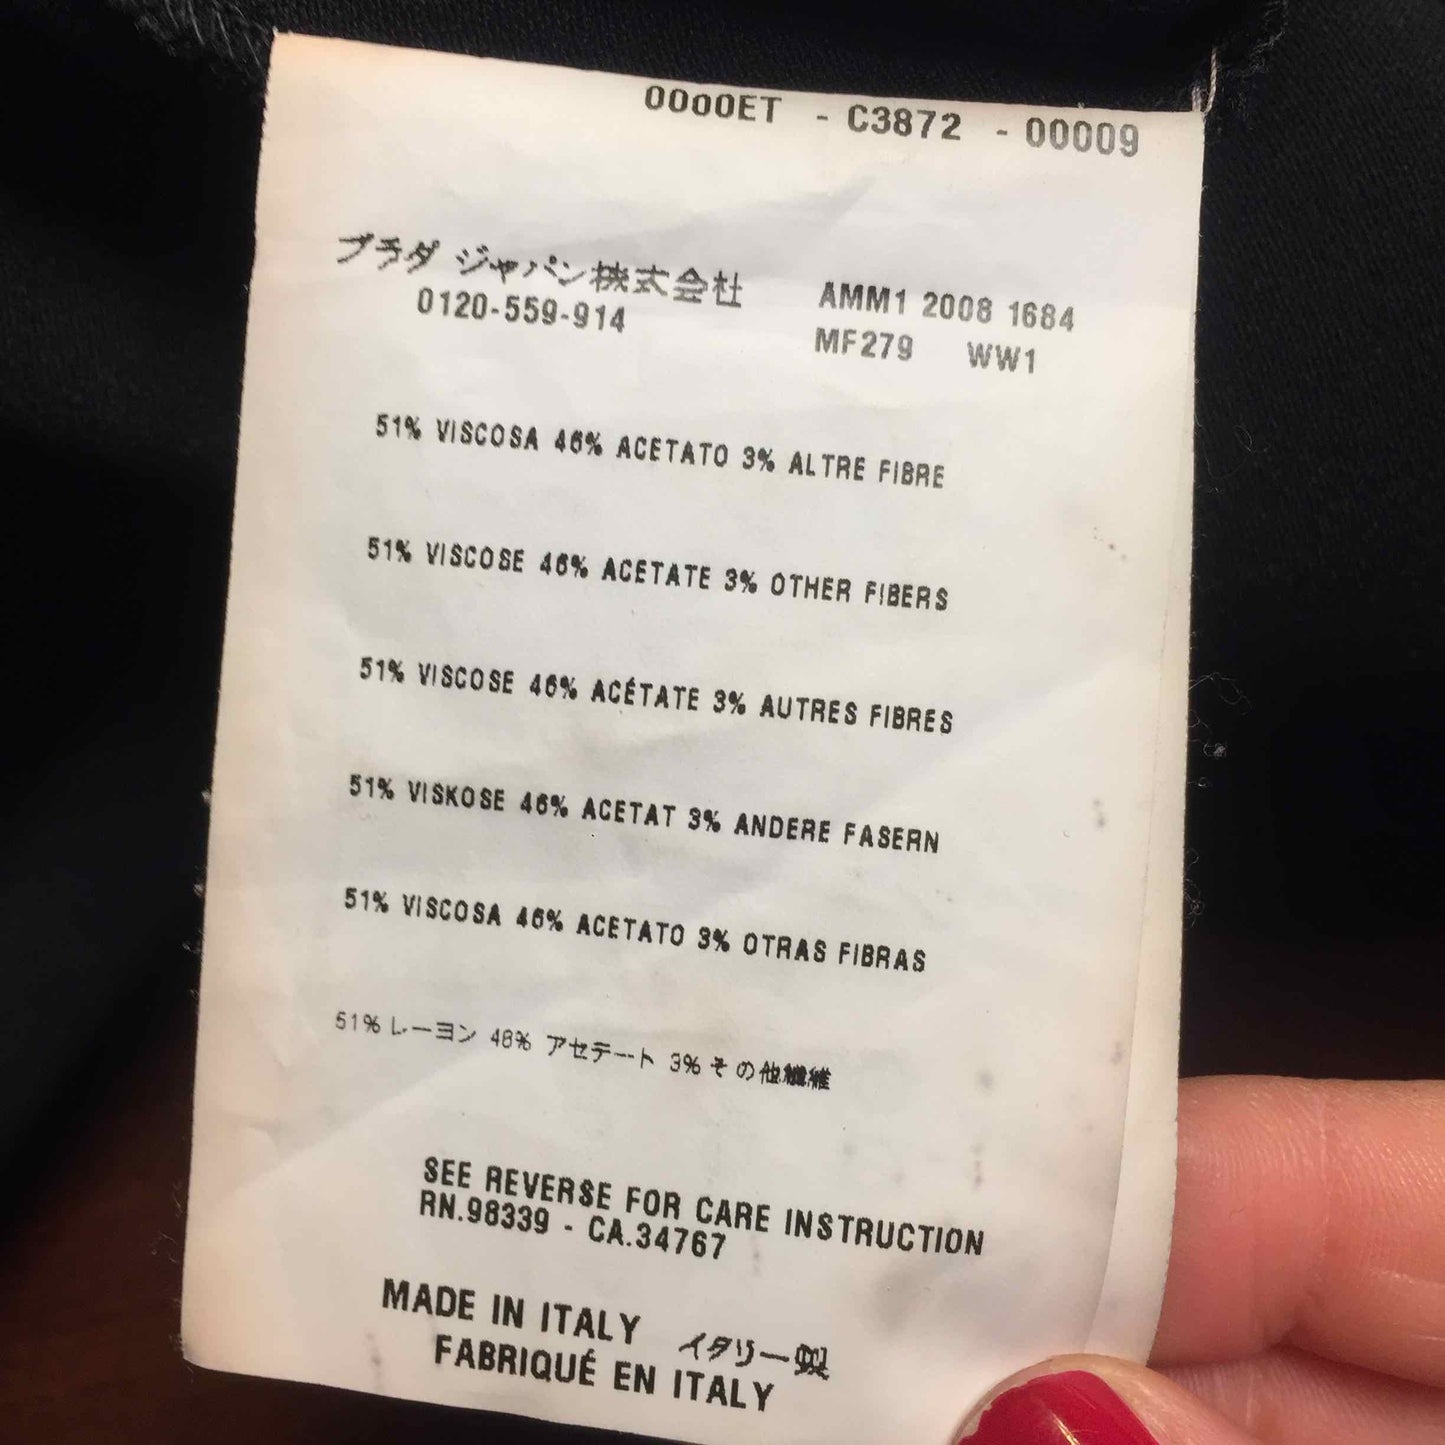 0000ET - C3872 - 00009
プラダ ジャパン株式会社
0120-559-914
AMM1 2008 1684
MF279 WW1
51% VISCOSA 46% ACETATO 3% ALTRE FIBRE
51% VISCOSE 46% ACETATE 3% OTHER FIBERS
51% VISCOSE 46% ACÉTATE 3% AUTRES FIBRES
51% VISKOSE 46% ACETAT 3% ANDERE FASERN
51% VISCOSA 46% ACETATO 3% OTRAS FIBRAS
51% レーヨン 46% アセテート 3% その他繊維
SEE REVERSE FOR CARE INSTRUCTION
RN.98339 - CA.34767
MADE IN ITALY イタリー製
FABRIQUÉ EN ITALY